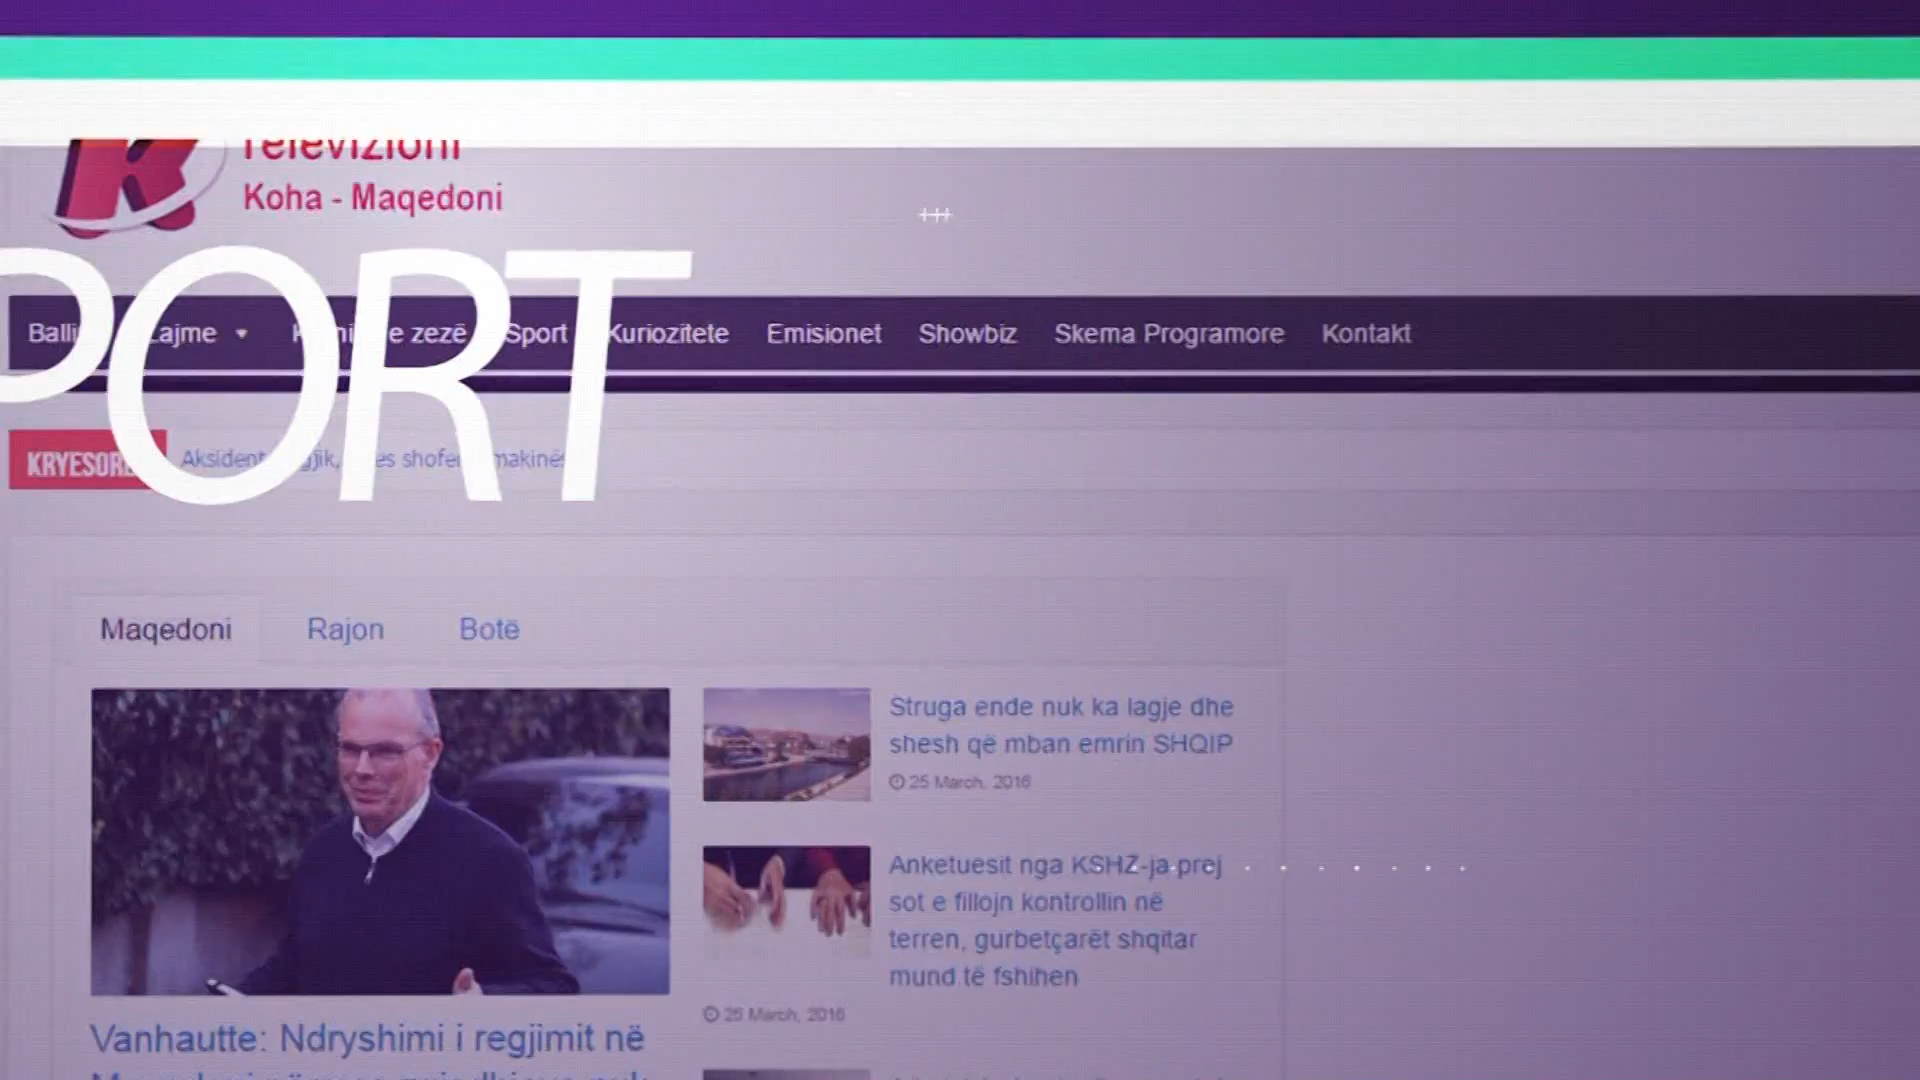 Televizioni
Koha - Maqedoni
PORT
Lajme
e zezë
Sport
Kuriozitete
Emisionet
Showbiz
Skema Programore
Kontakt
KRYESORE
Maqedoni
Rajon
Botë
Struga ende nuk ka lagje dhe
shesh që mban emrin SHQIP
25 March, 2016
Anketuesit nga KSHZ-ja prej
sot e fillojn kontrollin në
terren, gurbetçarët shqitar
mund të fshihen
25 March, 2016
Vanhautte: Ndryshimi i regjimit në